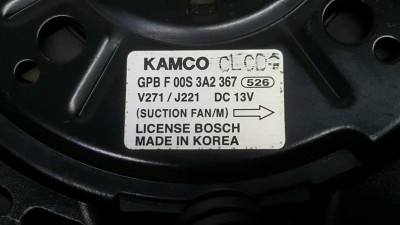 KAMCO
GPB F 00S 3A2 367 526
V271 / J221 DC 13V
(SUCTION FAN/M)
LICENSE BOSCH
MADE IN KOREA